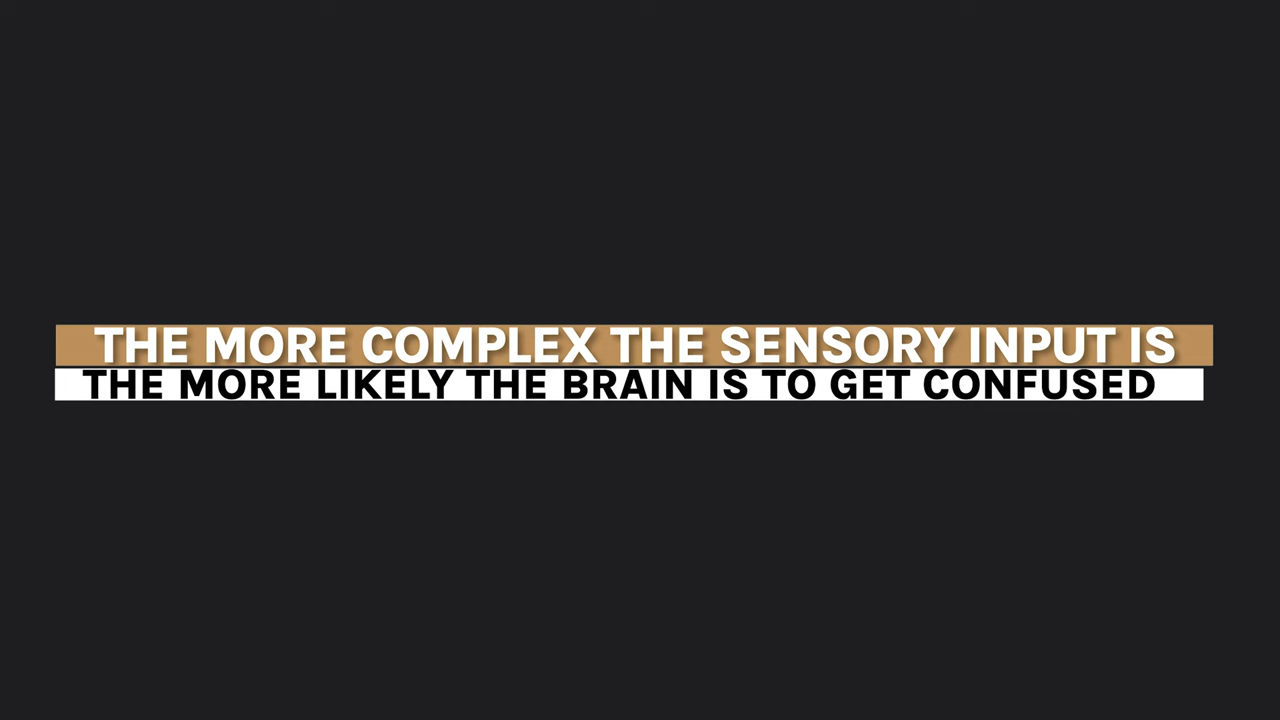 THE MORE COMPLEX THE SENSORY INPUT IS
THE MORE LIKELY THE BRAIN IS TO GET CONFUSED